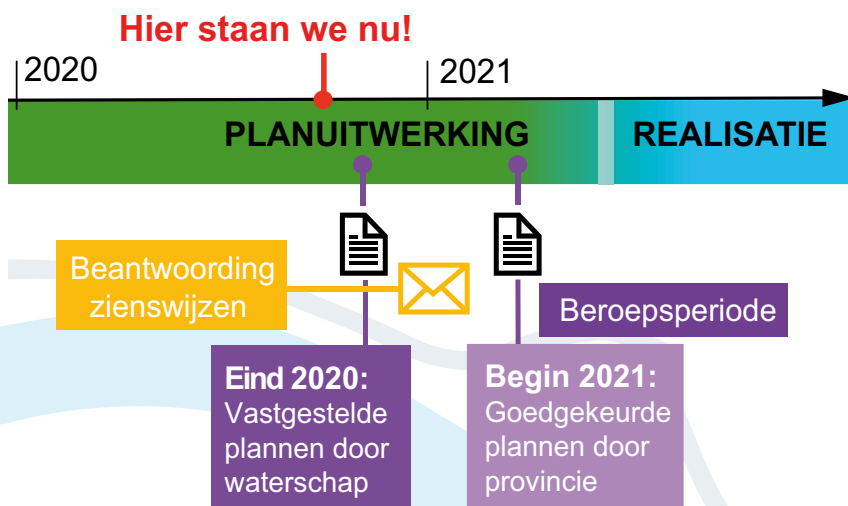 Hier staan we nu!
2020
2021
PLANUITWERKING
REALISATIE
Beantwoording
zienswijzen
Beroepsperiode
Eind 2020:
Vastgestelde
plannen door
waterschap
Begin 2021:
Goedgekeurde
plannen door
provincie